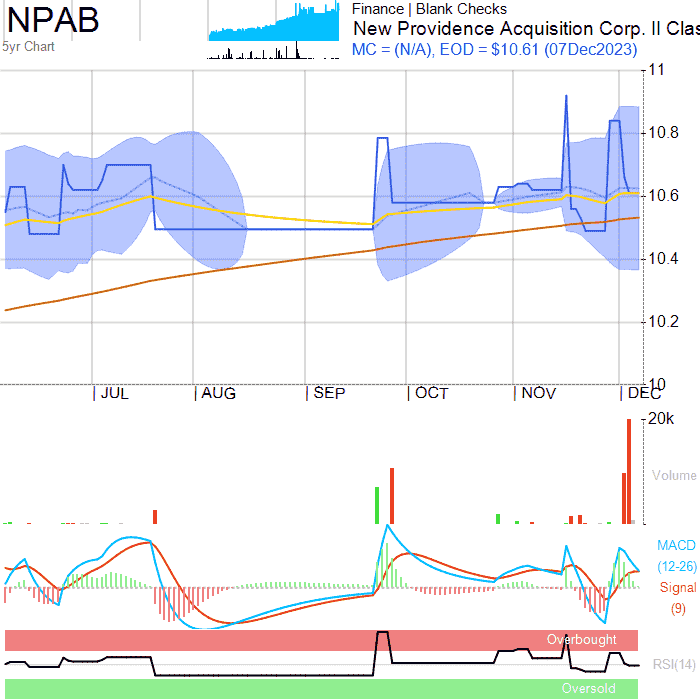 NPAB
5yr Chart
Finance | Blank Checks
New Providence Acquisition Corp. II Clas
MC = (N/A), EOD = $10.61 (07Dec2023)
11
10.8
10.6
10.4
10.2
10
JUL
AUG
SEP
OCT
NOV
DEC
20k
Volume
MACD
(12-26)
Signal
(9)
Overbought
RSI(14)
Oversold